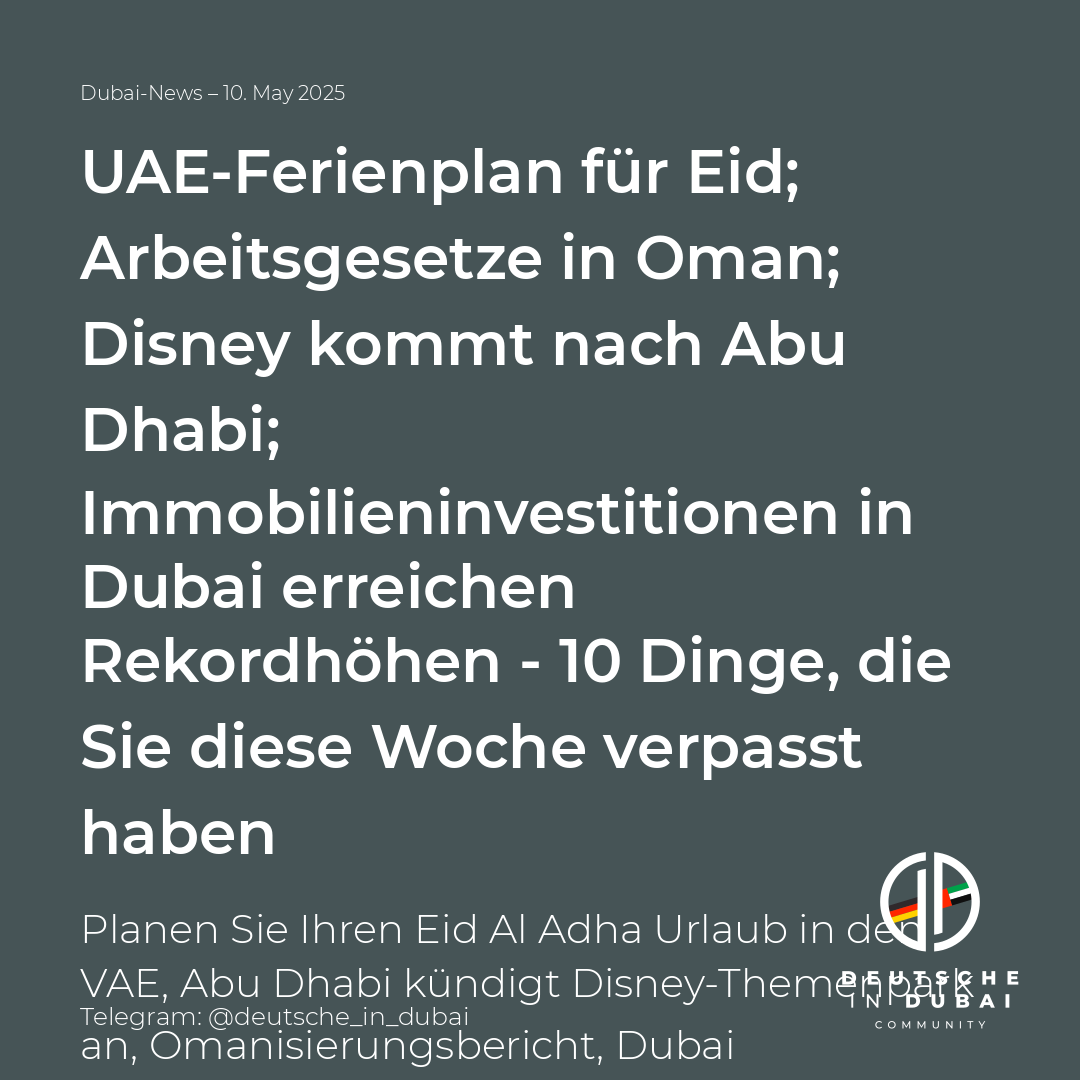 Dubai-News – 10. May 2025
UAE-Ferienplan für Eid;
Arbeitsgesetze in Oman;
Disney kommt nach Abu
Dhabi;
Immobilieninvestitionen in
Dubai erreichen
Rekordhöhen - 10 Dinge, die
Sie diese Woche verpasst
haben
Planen Sie Ihren Eid Al Adha Urlaub in den
VAE, Abu Dhabi kündigt Disney-Themenpark
Telegram: @deutsche_in_dubai
an, Omanisierungsbericht, Dubai
DEUTSCHE
IN DUBAI
COMMUNITY